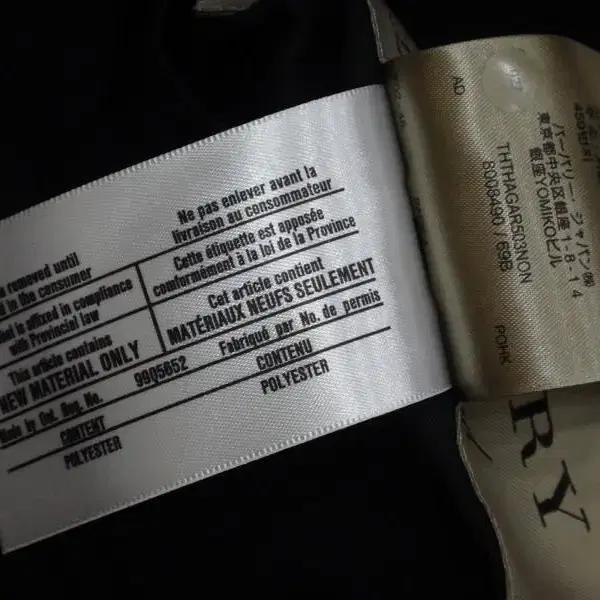 removed until
the consumer
is affixed in compliance
with Provincial law
This article contains
NEW MATERIAL ONLY
Made by Ont. Reg. No. 9905652
CONTENT
POLYESTER
Ne pas enlever avant la
livraison au consommateur
Cette étiquette est apposée
conformément à la loi de la Province
Cet article contient
MATÉRIAUX NEUFS SEULEMENT
Fabriqué par No. de permis
CONTENU
POLYESTER
AD
バーバリー・ジャパン㈱
東京都中央区銀座1-8-14
銀座YOMIKOビル
THTHAGAR503NON
8008490 / 69B
POHK
RY